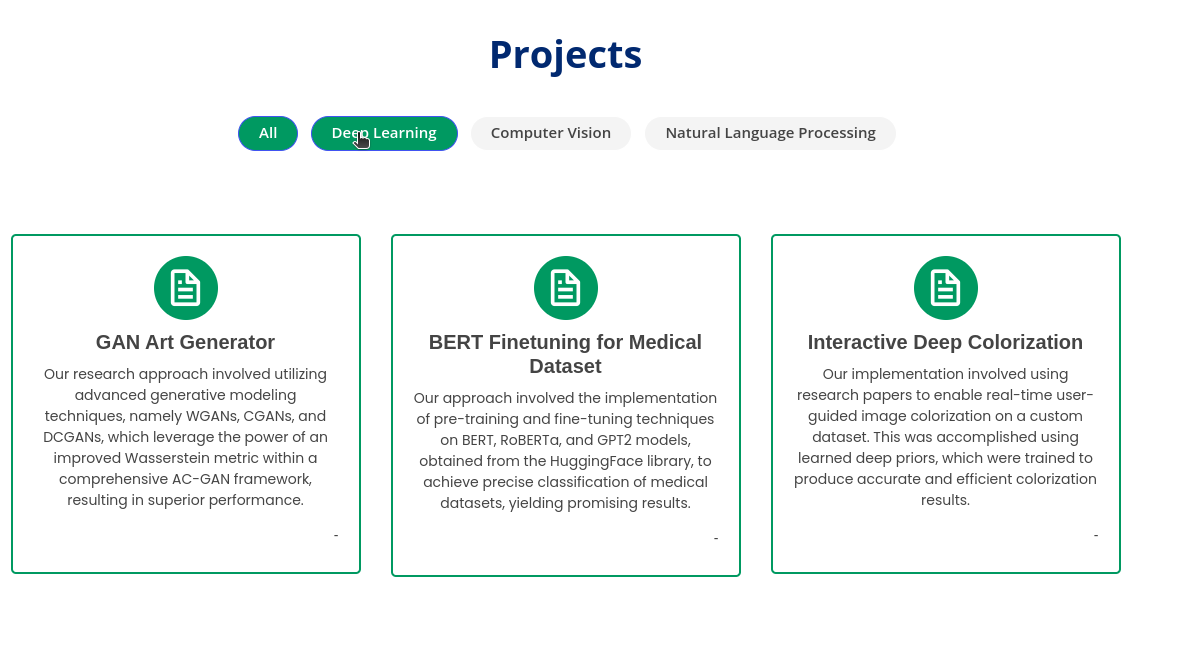 Projects
All
Deep Learning
Computer Vision
Natural Language Processing
GAN Art Generator
Our research approach involved utilizing
advanced generative modeling
techniques, namely WGANs, CGANs, and
DCGANs, which leverage the power of an
improved Wasserstein metric within a
comprehensive AC-GAN framework,
resulting in superior performance.
-
BERT Finetuning for Medical
Dataset
Our approach involved the implementation
of pre-training and fine-tuning techniques
on BERT, RoBERTa, and GPT2 models,
obtained from the HuggingFace library, to
achieve precise classification of medical
datasets, yielding promising results.
-
Interactive Deep Colorization
Our implementation involved using
research papers to enable real-time user-
guided image colorization on a custom
dataset. This was accomplished using
learned deep priors, which were trained to
produce accurate and efficient colorization
results.
-